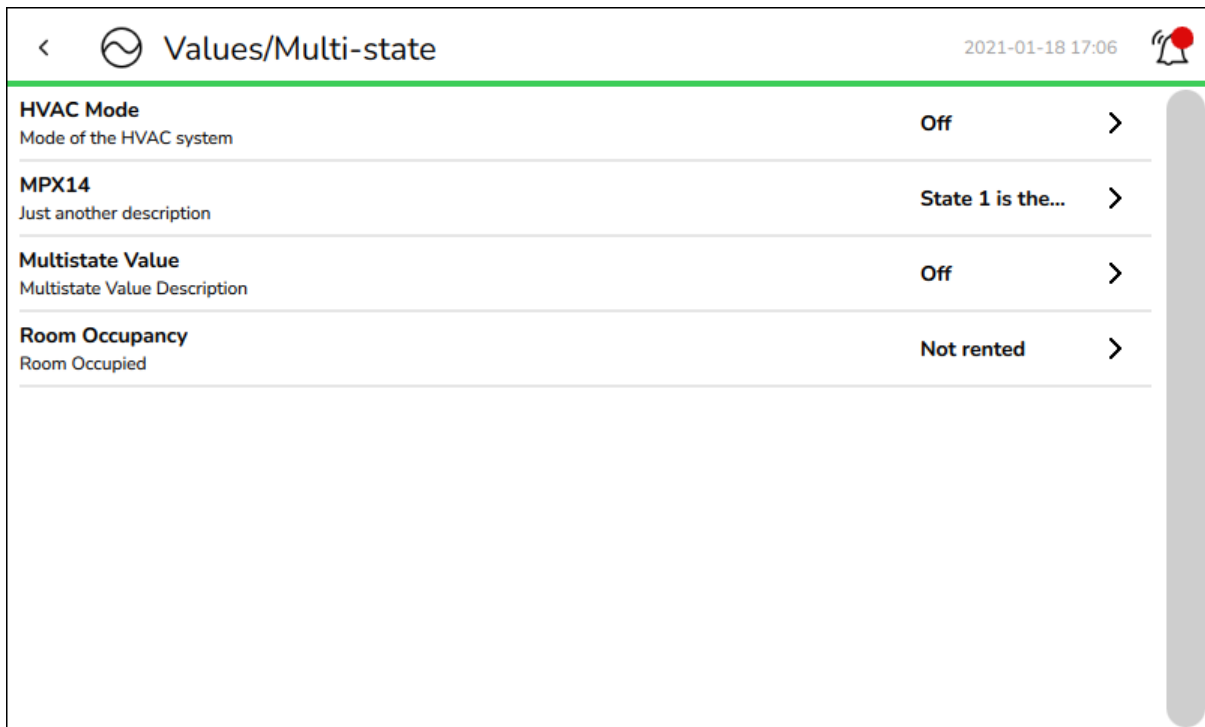 Values/Multi-state
2021-01-18 17:06
HVAC Mode
Mode of the HVAC system
Off
MPX14
Just another description
State 1 is the...
Multistate Value
Multistate Value Description
Off
Room Occupancy
Room Occupied
Not rented